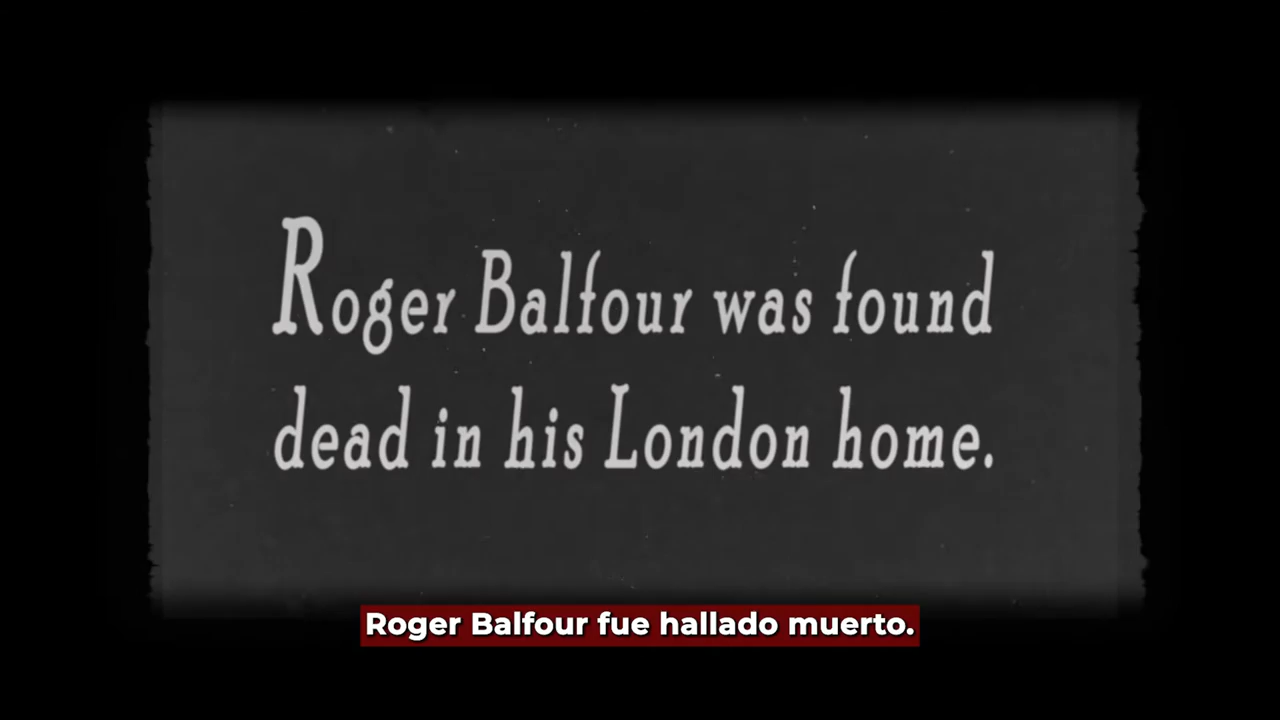 Roger Balfour was found
dead in his London home.
Roger Balfour fue hallado muerto.